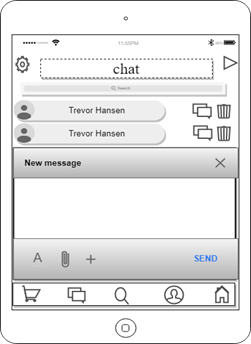 11:55PM
chat
Search
Trevor Hansen
Trevor Hansen
New message
A
SEND